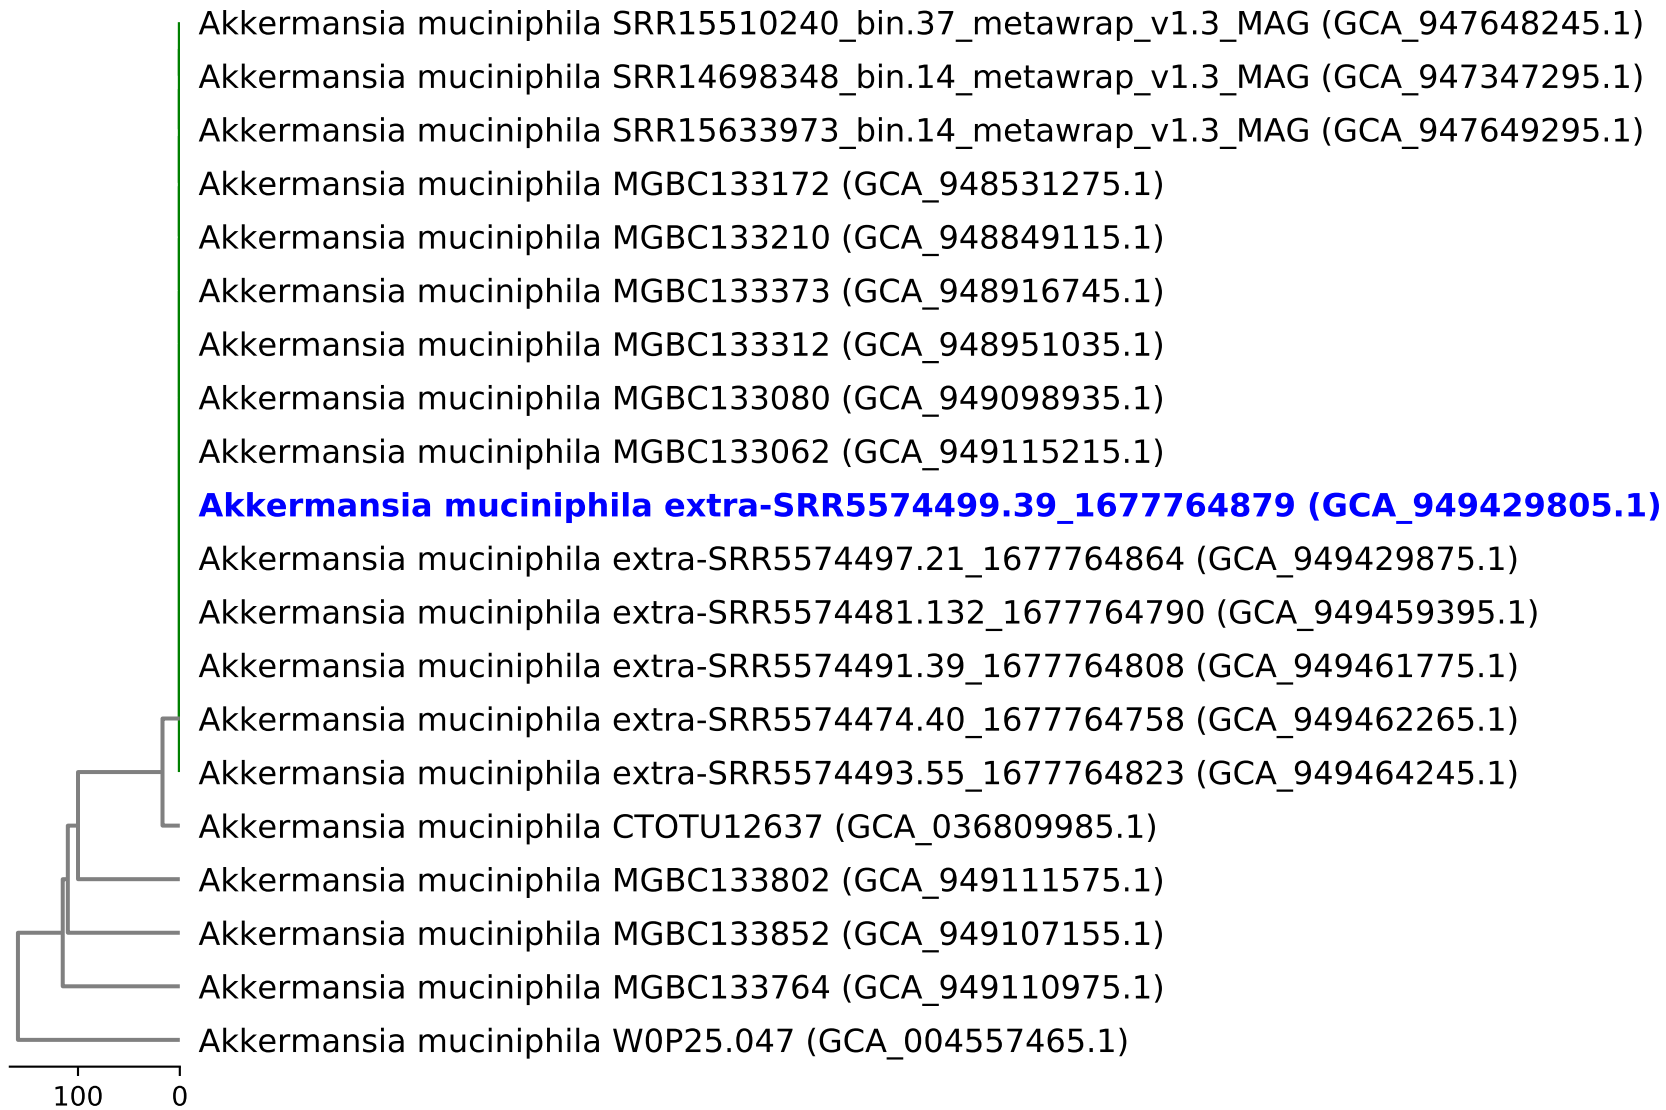 Akkermansia muciniphila SRR15510240_bin.37_metawrap_v1.3_MAG (GCA_947648245.1)
Akkermansia muciniphila SRR14698348_bin.14_metawrap_v1.3_MAG (GCA_947347295.1)
Akkermansia muciniphila SRR15633973_bin.14_metawrap_v1.3_MAG (GCA_947649295.1)
Akkermansia muciniphila MGBC133172 (GCA_948531275.1)
Akkermansia muciniphila MGBC133210 (GCA_948849115.1)
Akkermansia muciniphila MGBC133373 (GCA_948916745.1)
Akkermansia muciniphila MGBC133312 (GCA_948951035.1)
Akkermansia muciniphila MGBC133080 (GCA_949098935.1)
Akkermansia muciniphila MGBC133062 (GCA_949115215.1)
Akkermansia muciniphila extra-SRR5574499.39_1677764879 (GCA_949429805.1)
Akkermansia muciniphila extra-SRR5574497.21_1677764864 (GCA_949429875.1)
Akkermansia muciniphila extra-SRR5574481.132_1677764790 (GCA_949459395.1)
Akkermansia muciniphila extra-SRR5574491.39_1677764808 (GCA_949461775.1)
Akkermansia muciniphila extra-SRR5574474.40_1677764758 (GCA_949462265.1)
Akkermansia muciniphila extra-SRR5574493.55_1677764823 (GCA_949464245.1)
Akkermansia muciniphila CTOTU12637 (GCA_036809985.1)
Akkermansia muciniphila MGBC133802 (GCA_949111575.1)
Akkermansia muciniphila MGBC133852 (GCA_949107155.1)
Akkermansia muciniphila MGBC133764 (GCA_949110975.1)
Akkermansia muciniphila W0P25.047 (GCA_004557465.1)
100 0